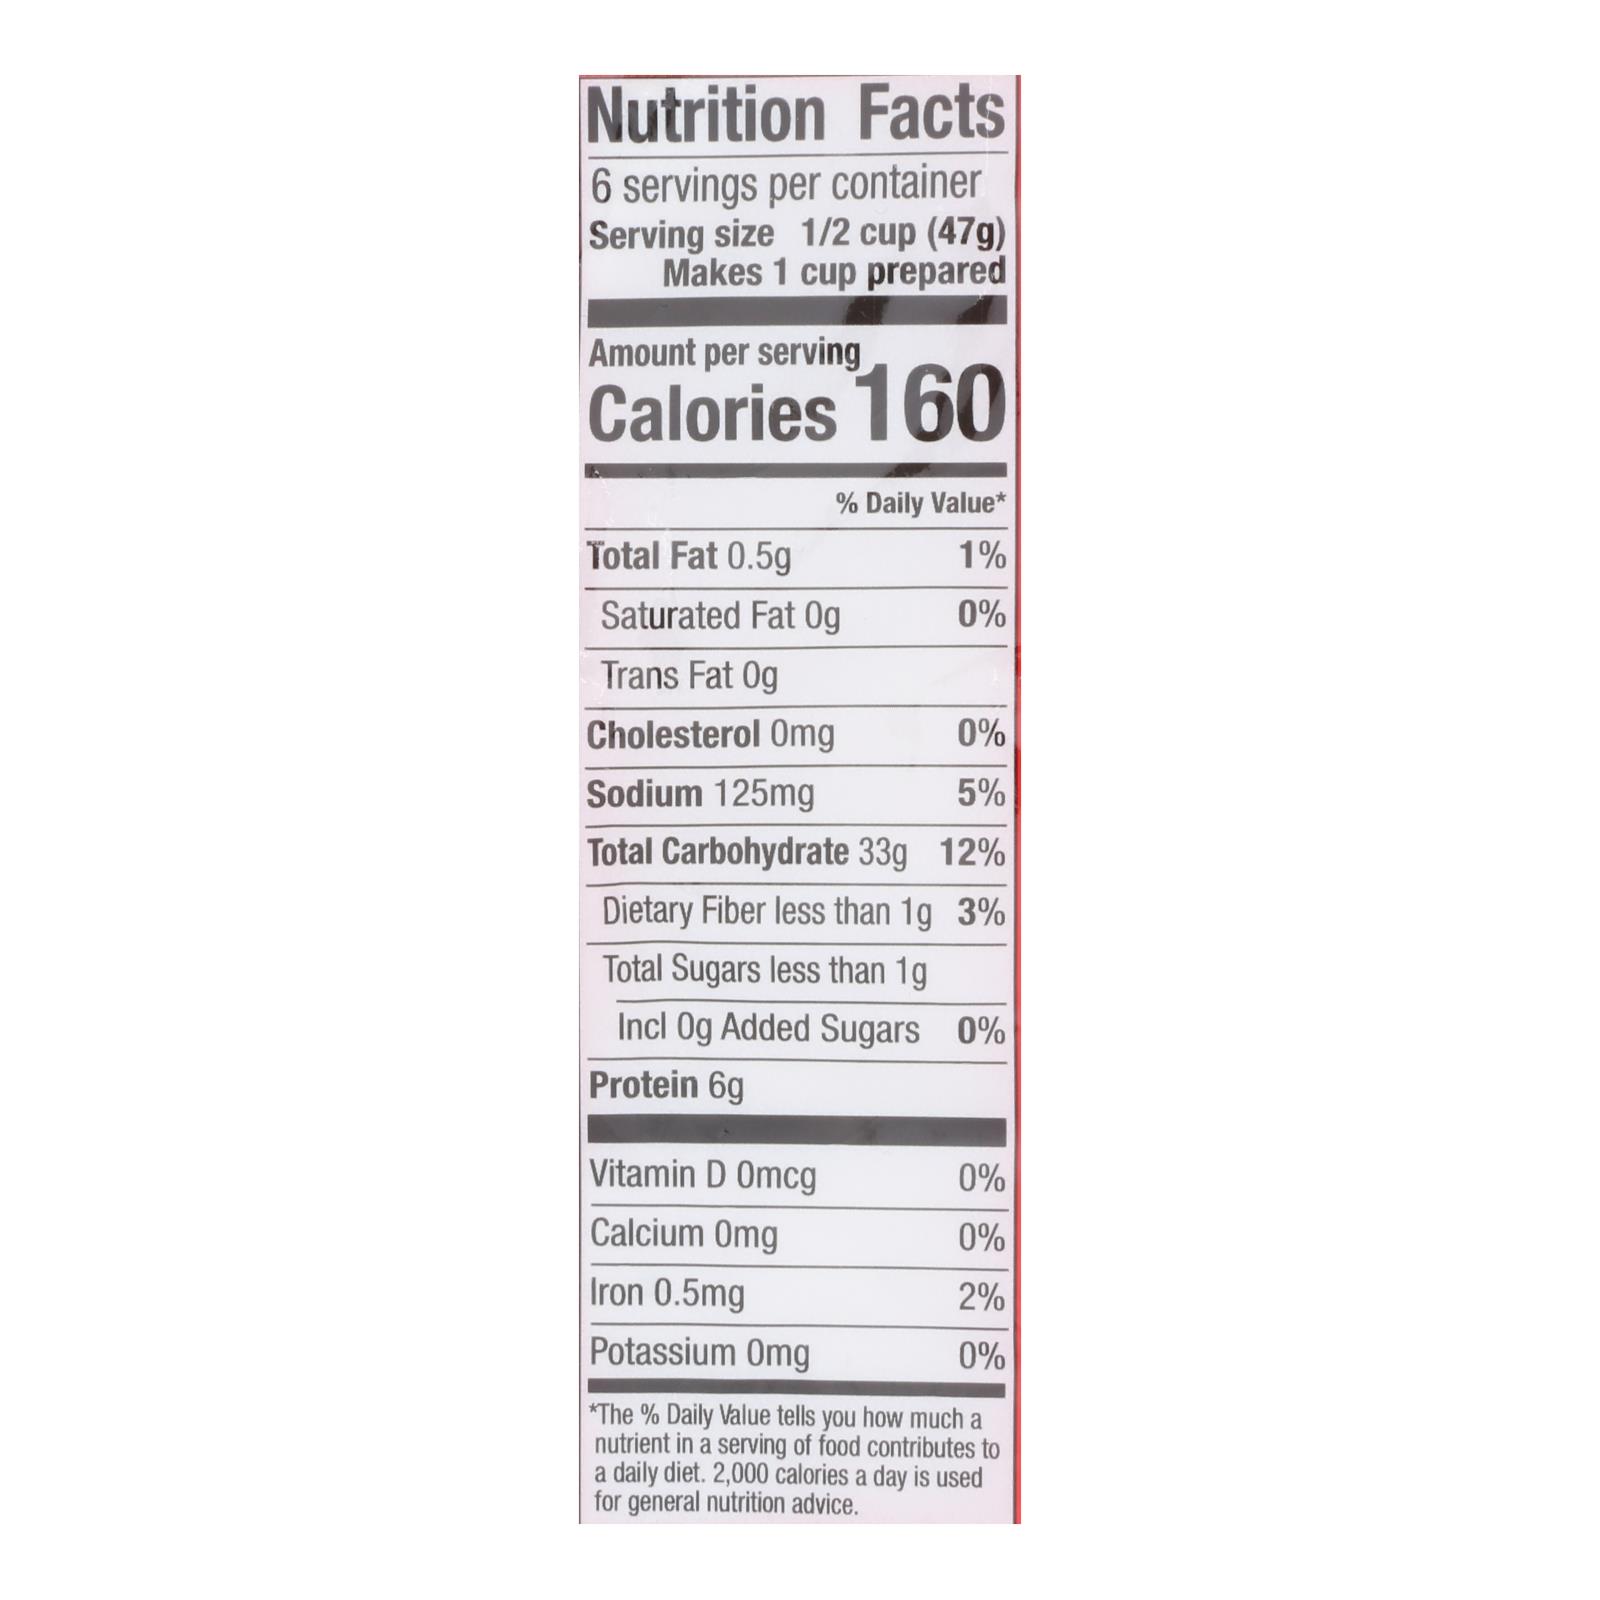 Nutrition Facts
6 servings per container
Serving size 1/2 cup (47g)
Makes 1 cup prepared
Amount per serving
Calories 160
% Daily Value*
Total Fat 0.5g 1%
Saturated Fat 0g 0%
Trans Fat 0g
Cholesterol 0mg 0%
Sodium 125mg 5%
Total Carbohydrate 33g 12%
Dietary Fiber less than 1g 3%
Total Sugars less than 1g
Incl 0g Added Sugars 0%
Protein 6g
Vitamin D 0mcg 0%
Calcium 0mg 0%
Iron 0.5mg 2%
Potassium 0mg 0%
*The % Daily Value tells you how much a
nutrient in a serving of food contributes to
a daily diet. 2,000 calories a day is used
for general nutrition advice.